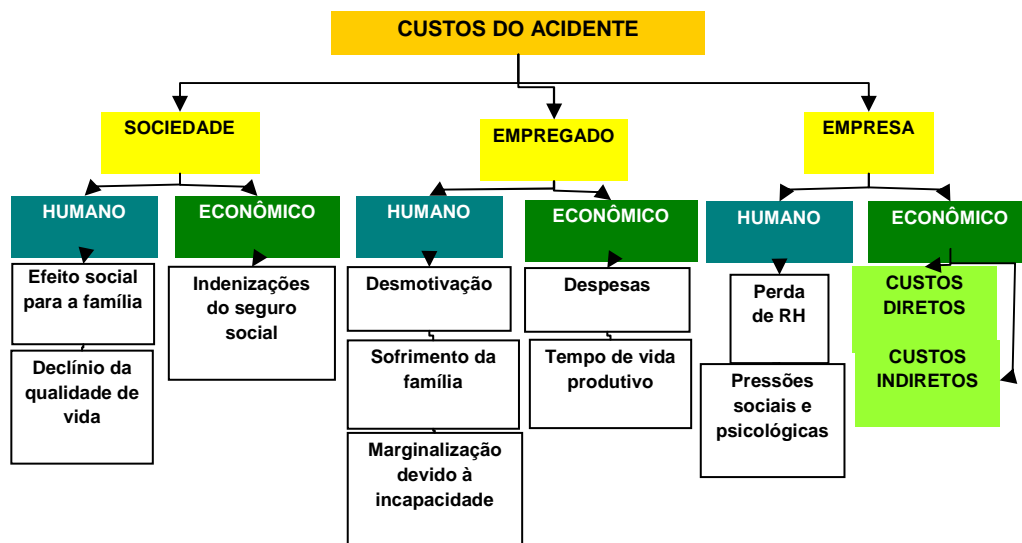 CUSTOS DO ACIDENTE
SOCIEDADE
EMPREGADO
EMPRESA
HUMANO
ECONÔMICO
HUMANO
ECONÔMICO
HUMANO
ECONÔMICO
Efeito social
para a família
Declínio da
qualidade de
vida
Indenizações
do seguro
social
Desmotivação
Sofrimento da
família
Marginalização
devido à
incapacidade
Despesas
Tempo de vida
produtivo
Perda
de RH
Pressões
sociais e
psicológicas
CUSTOS
DIRETOS
CUSTOS
INDIRETOS